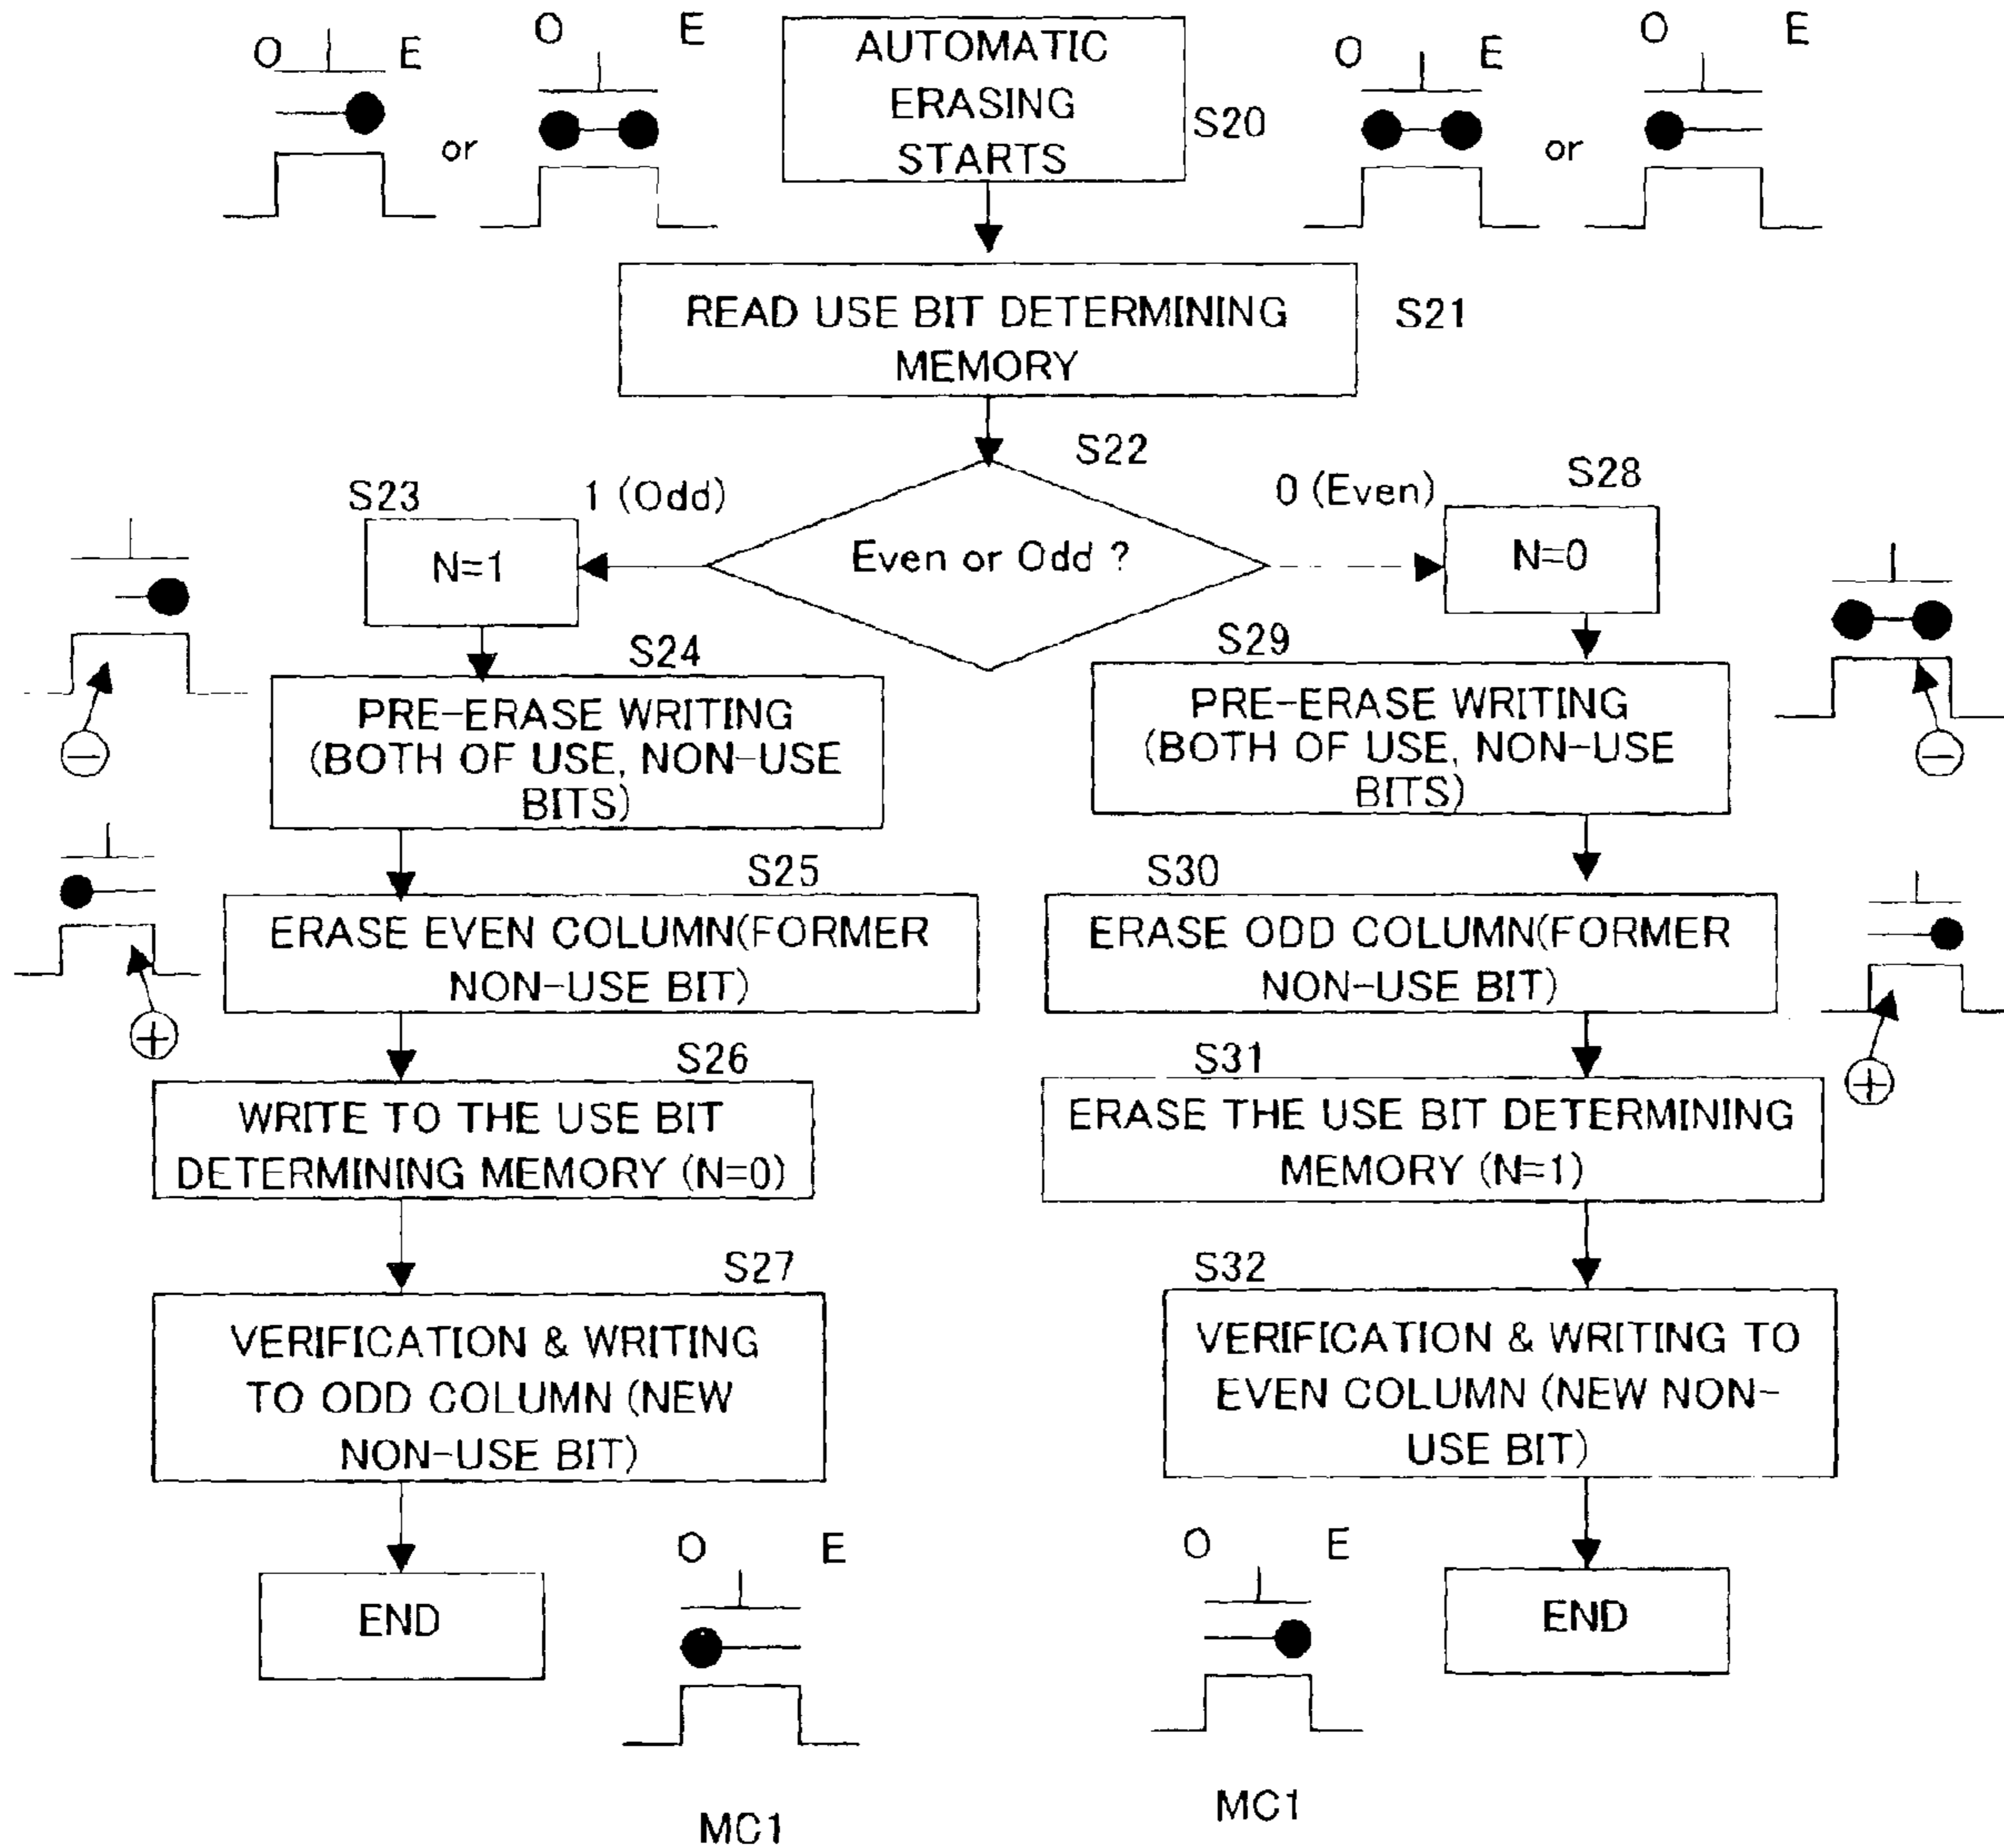 O E
or
O E
AUTOMATIC
ERASING
STARTS
S20
O E
or
O E
READ USE BIT DETERMINING
MEMORY
S21
S22
Even or Odd ?
1 (Odd)
S23
N=1
0 (Even)
S28
N=0
S24
PRE-ERASE WRITING
(BOTH OF USE, NON-USE
BITS)
−
S29
PRE-ERASE WRITING
(BOTH OF USE, NON-USE
BITS)
−
S25
ERASE EVEN COLUMN(FORMER
NON-USE BIT)
+
S30
ERASE ODD COLUMN(FORMER
NON-USE BIT)
+
S26
WRITE TO THE USE BIT
DETERMINING MEMORY (N=0)
S31
ERASE THE USE BIT DETERMINING
MEMORY (N=1)
S27
VERIFICATION & WRITING
TO ODD COLUMN (NEW
NON-USE BIT)
S32
VERIFICATION & WRITING TO
EVEN COLUMN (NEW NON-
USE BIT)
END
O E
MC1
O E
MC1
END